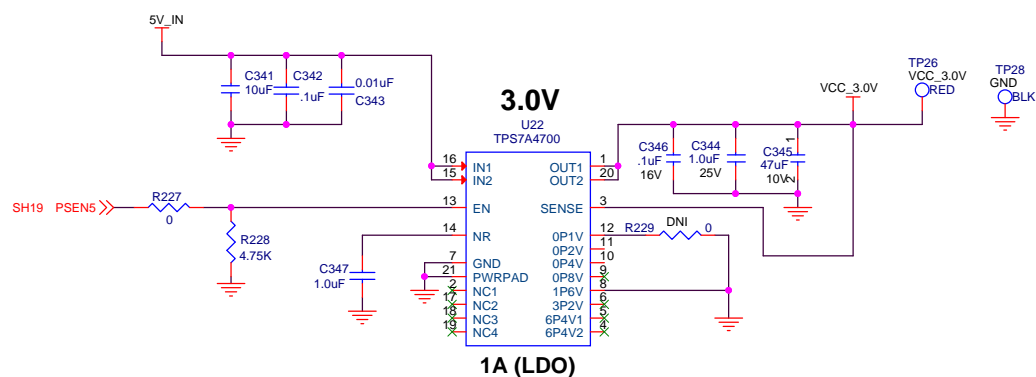 5V_IN
C341
10uF
C342
.1uF
0.01uF
C343
3.0V
U22
TPS7A4700
VCC_3.0V
TP26
VCC_3.0V
RED
TP28
GND
BLK
C346
.1uF
16V
C344
1.0uF
25V
C345
47uF
10V
1
2
16
IN1
15
IN2
OUT1
1
OUT2
20
SH19 PSEN5
R227
0
13
EN
SENSE
3
R228
4.75K
14
NR
0P1V
12
R229
DNI
0
0P2V
11
C347
1.0uF
7
GND
0P4V
10
21
PWRPAD
0P8V
9
2
NC1
1P6V
8
17
NC2
3P2V
6
18
NC3
6P4V1
5
19
NC4
6P4V2
4
1A (LDO)